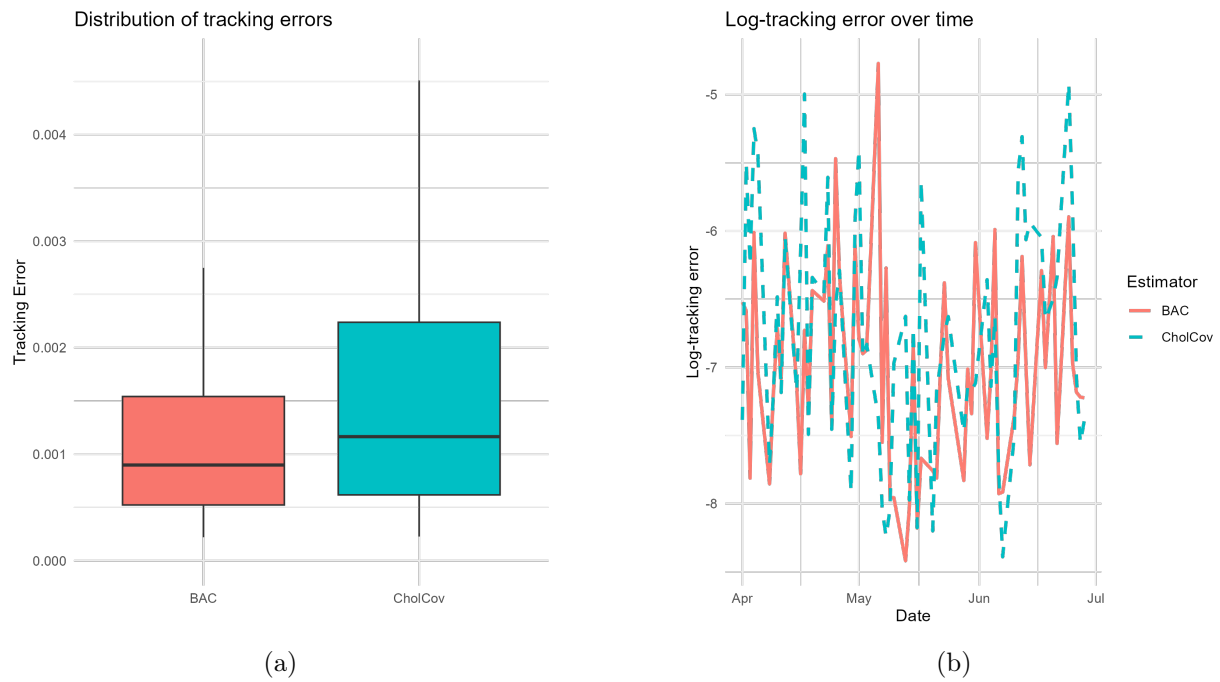 Distribution of tracking errors
Tracking Error
0.004
0.003
0.002
0.001
0.000
BAC
CholCov
(a)
Log-tracking error over time
Log-tracking error
-5
-6
-7
-8
Apr
May
Jun
Jul
Date
Estimator
BAC
CholCov
(b)